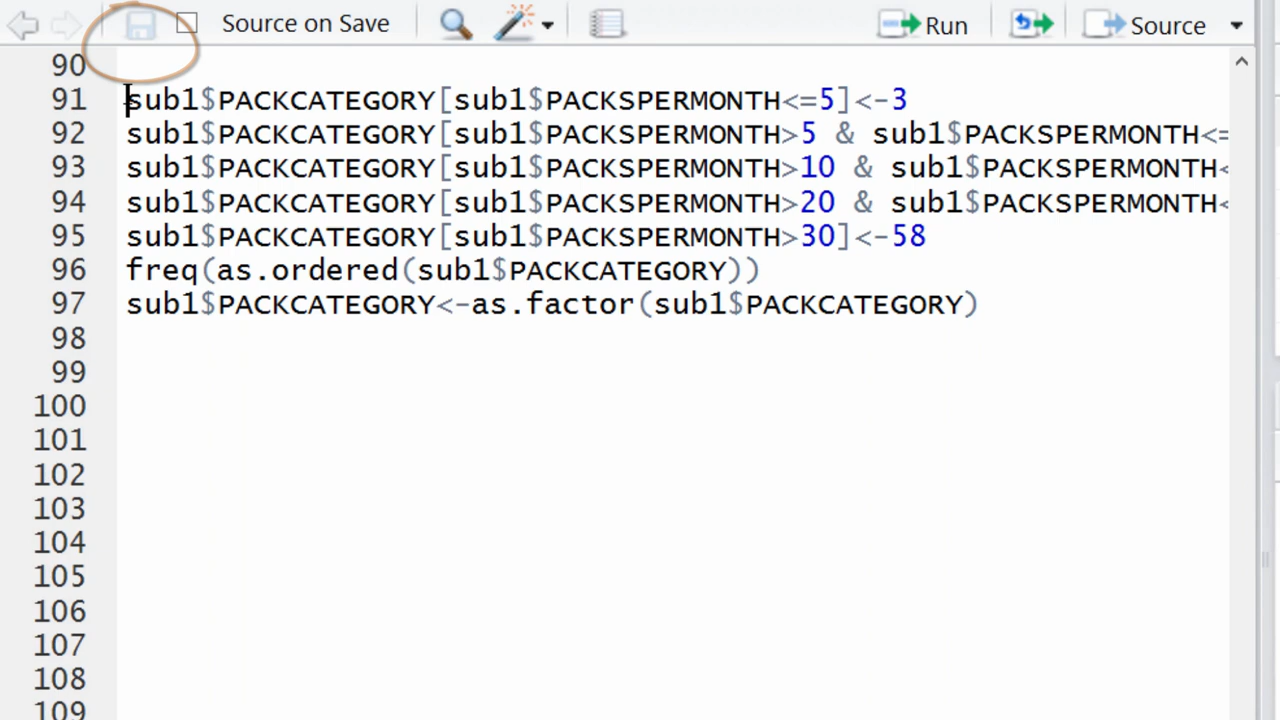 Source on Save Run Source
90
91 sub1$PACKCATEGORY[sub1$PACKSPERMONTH<=5]<-3
92 sub1$PACKCATEGORY[sub1$PACKSPERMONTH>5 & sub1$PACKSPERMONTH<=
93 sub1$PACKCATEGORY[sub1$PACKSPERMONTH>10 & sub1$PACKSPERMONTH<
94 sub1$PACKCATEGORY[sub1$PACKSPERMONTH>20 & sub1$PACKSPERMONTH<
95 sub1$PACKCATEGORY[sub1$PACKSPERMONTH>30]<-58
96 freq(as.ordered(sub1$PACKCATEGORY))
97 sub1$PACKCATEGORY<-as.factor(sub1$PACKCATEGORY)
98
99
100
101
102
103
104
105
106
107
108
109